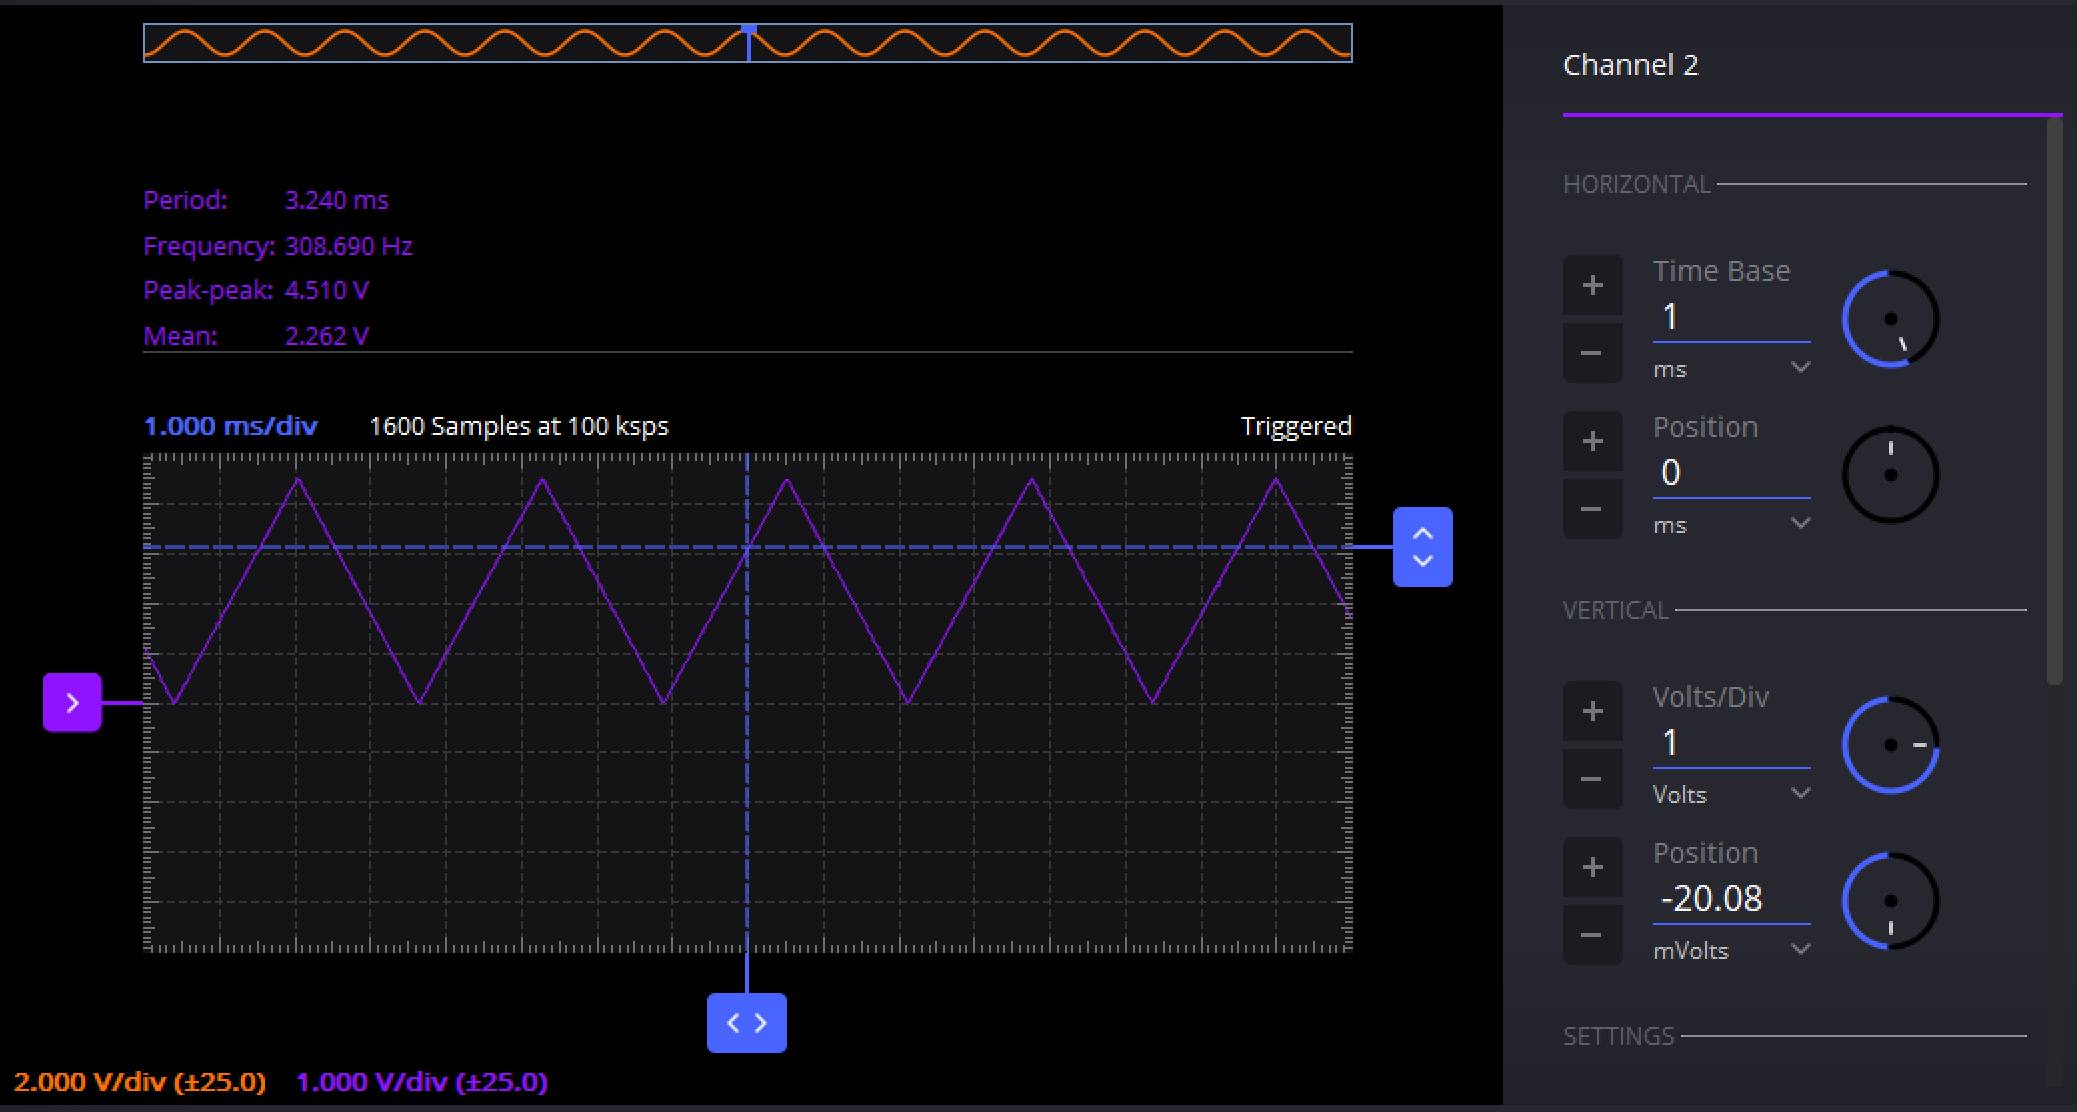 Channel 2
HORIZONTAL
Period: 3.240 ms
Frequency: 308.690 Hz
Peak-peak: 4.510 V
Mean: 2.262 V
Time Base
1
ms
1.000 ms/div 1600 Samples at 100 ksps Triggered
Position
0
ms
VERTICAL
Volts/Div
1
Volts
Position
-20.08
mVolts
SETTINGS
2.000 V/div (±25.0) 1.000 V/div (±25.0)